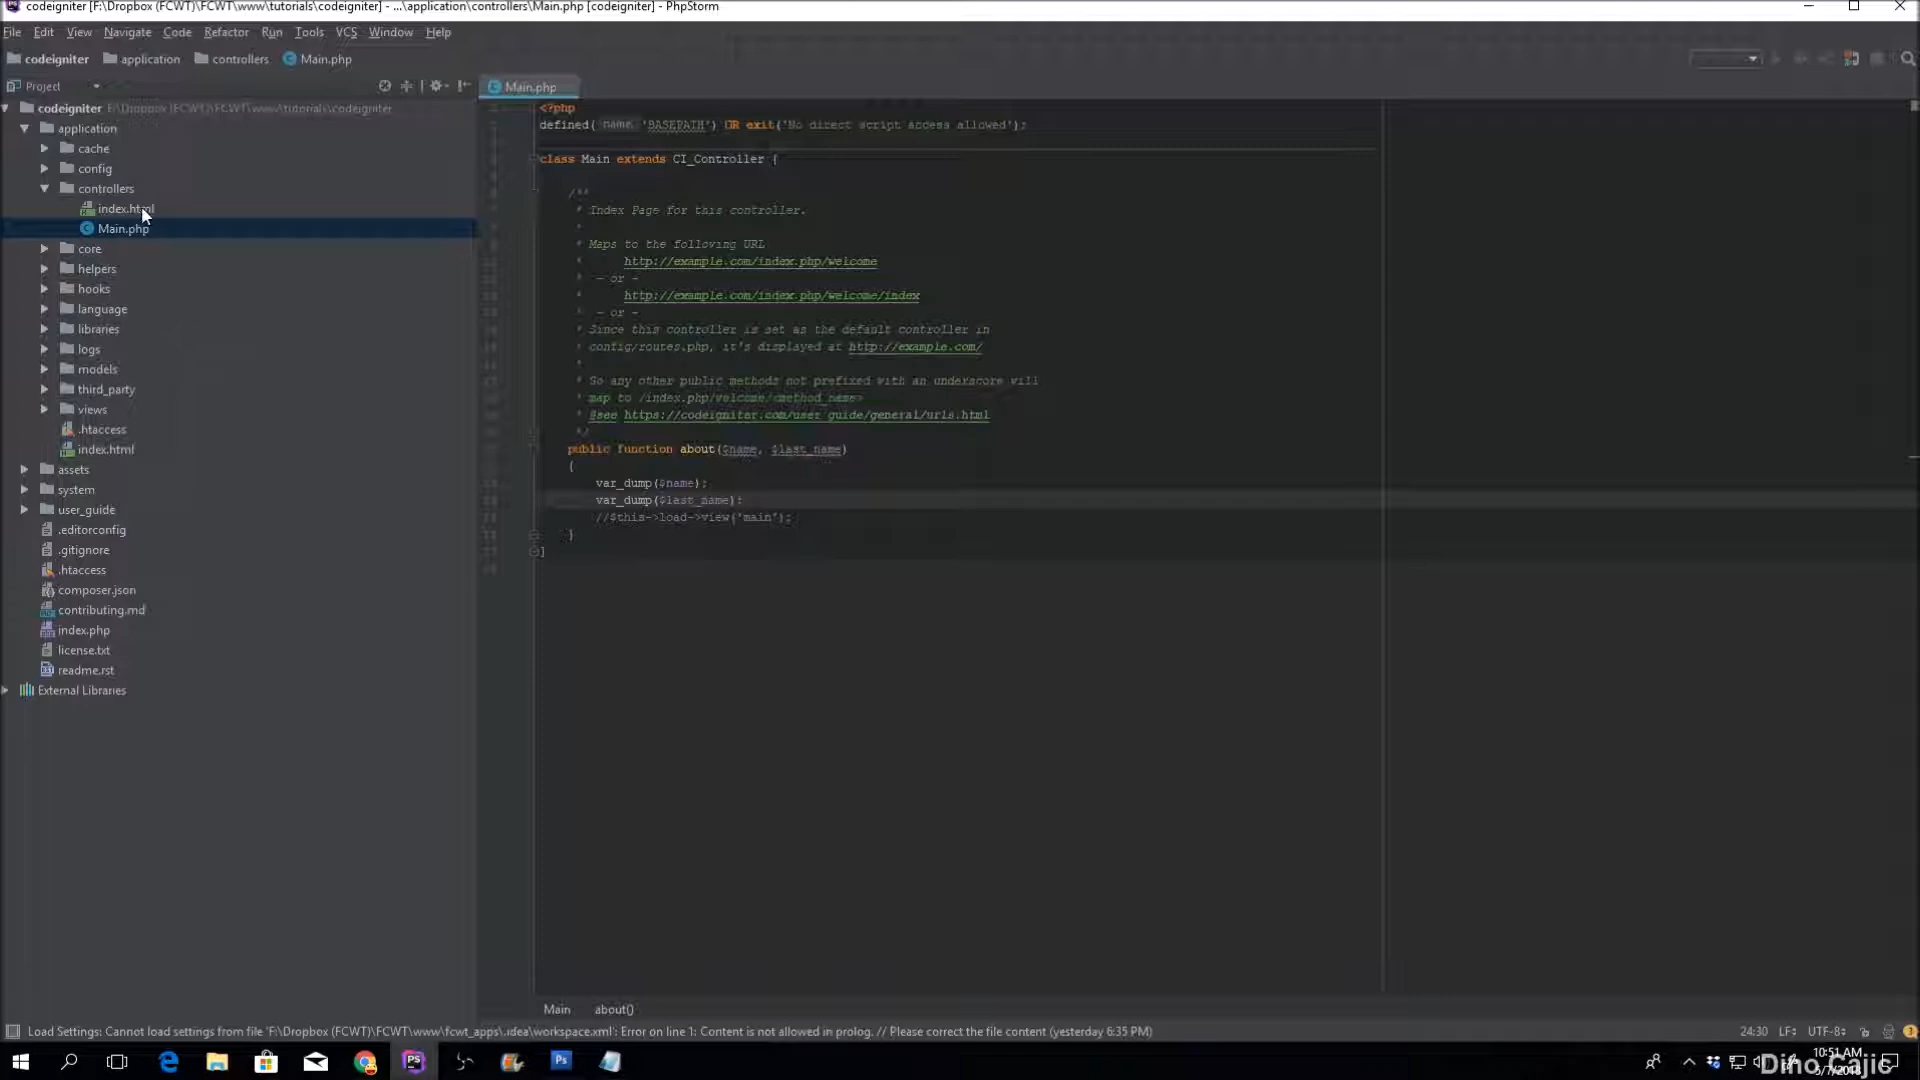 codeigniter [F:\Dropbox (FCWT)\FCWT\www\tutorials\codeigniter] - ...\application\controllers\Main.php [codeigniter] - PhpStorm
File Edit View Navigate Code Refactor Run Tools VCS Window Help
codeigniter application controllers Main.php
Project
Main.php
codeigniter F:\Dropbox (FCWT)\FCWT\www\tutorials\codeigniter
application
cache
config
controllers
index.html
Main.php
core
helpers
hooks
language
libraries
logs
models
third_party
views
.htaccess
index.html
assets
system
user_guide
.editorconfig
.gitignore
.htaccess
composer.json
contributing.md
index.php
license.txt
readme.rst
External Libraries
<?php
defined( name: 'BASEPATH') OR exit('No direct script access allowed');
class Main extends CI_Controller {
/**
* Index Page for this controller.
*
* Maps to the following URL
* http://example.com/index.php/welcome
* - or -
* http://example.com/index.php/welcome/index
* - or -
* Since this controller is set as the default controller in
* config/routes.php, it's displayed at http://example.com/
*
* So any other public methods not prefixed with an underscore will
* map to /index.php/welcome/<method_name>
* @see https://codeigniter.com/user_guide/general/urls.html
*/
public function about($name, $last_name)
{
var_dump($name);
var_dump($last_name);
//$this->load->view('main');
}
}
Main about()
Load Settings: Cannot load settings from file 'F:\Dropbox (FCWT)\FCWT\www\fcwt_apps\.idea\workspace.xml': Error on line 1: Content is not allowed in prolog. // Please correct the file content (yesterday 6:35 PM)
24:30 LF÷ UTF-8÷
3
PS
Ps
10:51 AM
Dino Cajic